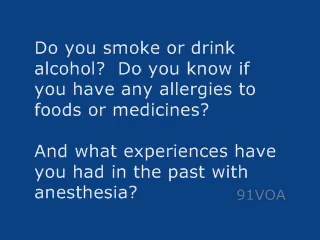 Do you smoke or drink
alcohol?  Do you know if
you have any allergies to
foods or medicines?
And what experiences have
you had in the past with
anesthesia?
91VOA